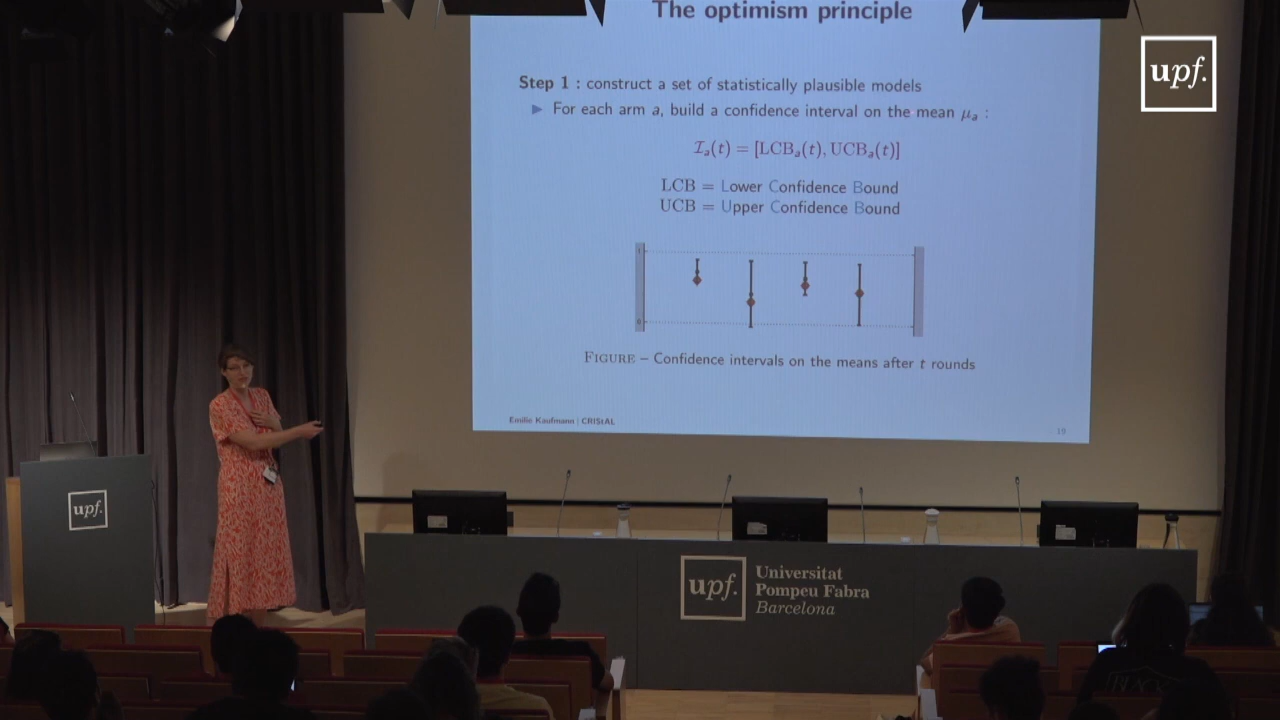 The optimism principle
upf.
Step 1 : construct a set of statistically plausible models
▶ For each arm a, build a confidence interval on the mean μₐ :
𝓘ₐ(t) = [LCBₐ(t), UCBₐ(t)]
LCB = Lower Confidence Bound
UCB = Upper Confidence Bound
1
0
FIGURE – Confidence intervals on the means after t rounds
Emilie Kaufmann | CRIStAL
19
upf.
upf.
Universitat
Pompeu Fabra
Barcelona